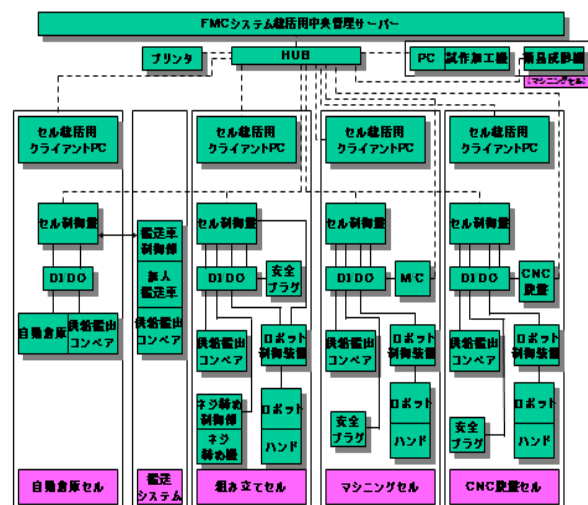 FMCシステム統括用中央管理サーバー
プリンタ
HUB
PC
試作加工機
(マシニングセル)
セル統括用
クライアントPC
セル統括用
クライアントPC
セル統括用
クライアントPC
セル統括用
クライアントPC
セル制御盤
搬送車
制御部
セル制御盤
セル制御盤
セル制御盤
DIDO
無人
搬送車
DIDO
安全
プラグ
DIDO
M/C
DIDO
CNC
旋盤
自動倉庫
供給搬出
コンベア
供給搬出
コンベア
供給搬出
コンベア
ロボット
制御装置
供給搬出
コンベア
ロボット
制御装置
供給搬出
コンベア
ロボット
制御装置
ネジ締め
制御部
ネジ
締め機
ロボット
ハンド
安全
プラグ
ロボット
ハンド
安全
プラグ
ロボット
ハンド
自動倉庫セル
搬送
システム
組み立てセル
マシニングセル
CNC旋盤セル